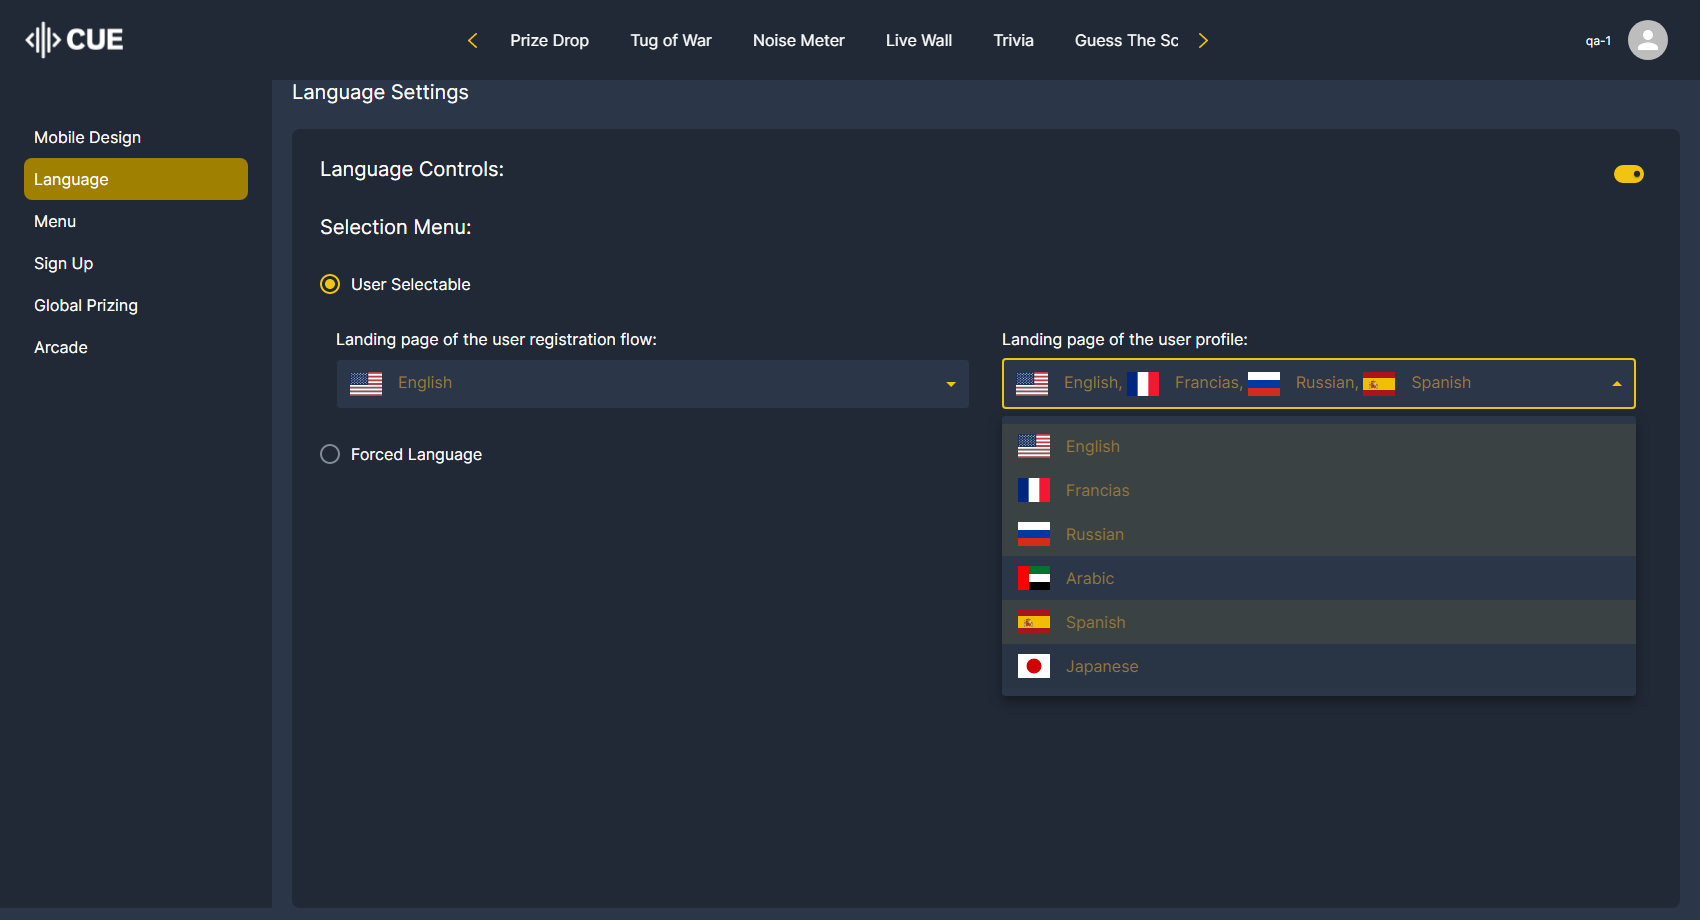 CUE
Prize Drop
Tug of War
Noise Meter
Live Wall
Trivia
Guess The Sc
qa-1
Mobile Design
Language
Menu
Sign Up
Global Prizing
Arcade
Language Settings
Language Controls:
Selection Menu:
User Selectable
Landing page of the user registration flow:
English
Landing page of the user profile:
English, Francias, Russian, Spanish
English
Francias
Russian
Arabic
Spanish
Japanese
Forced Language